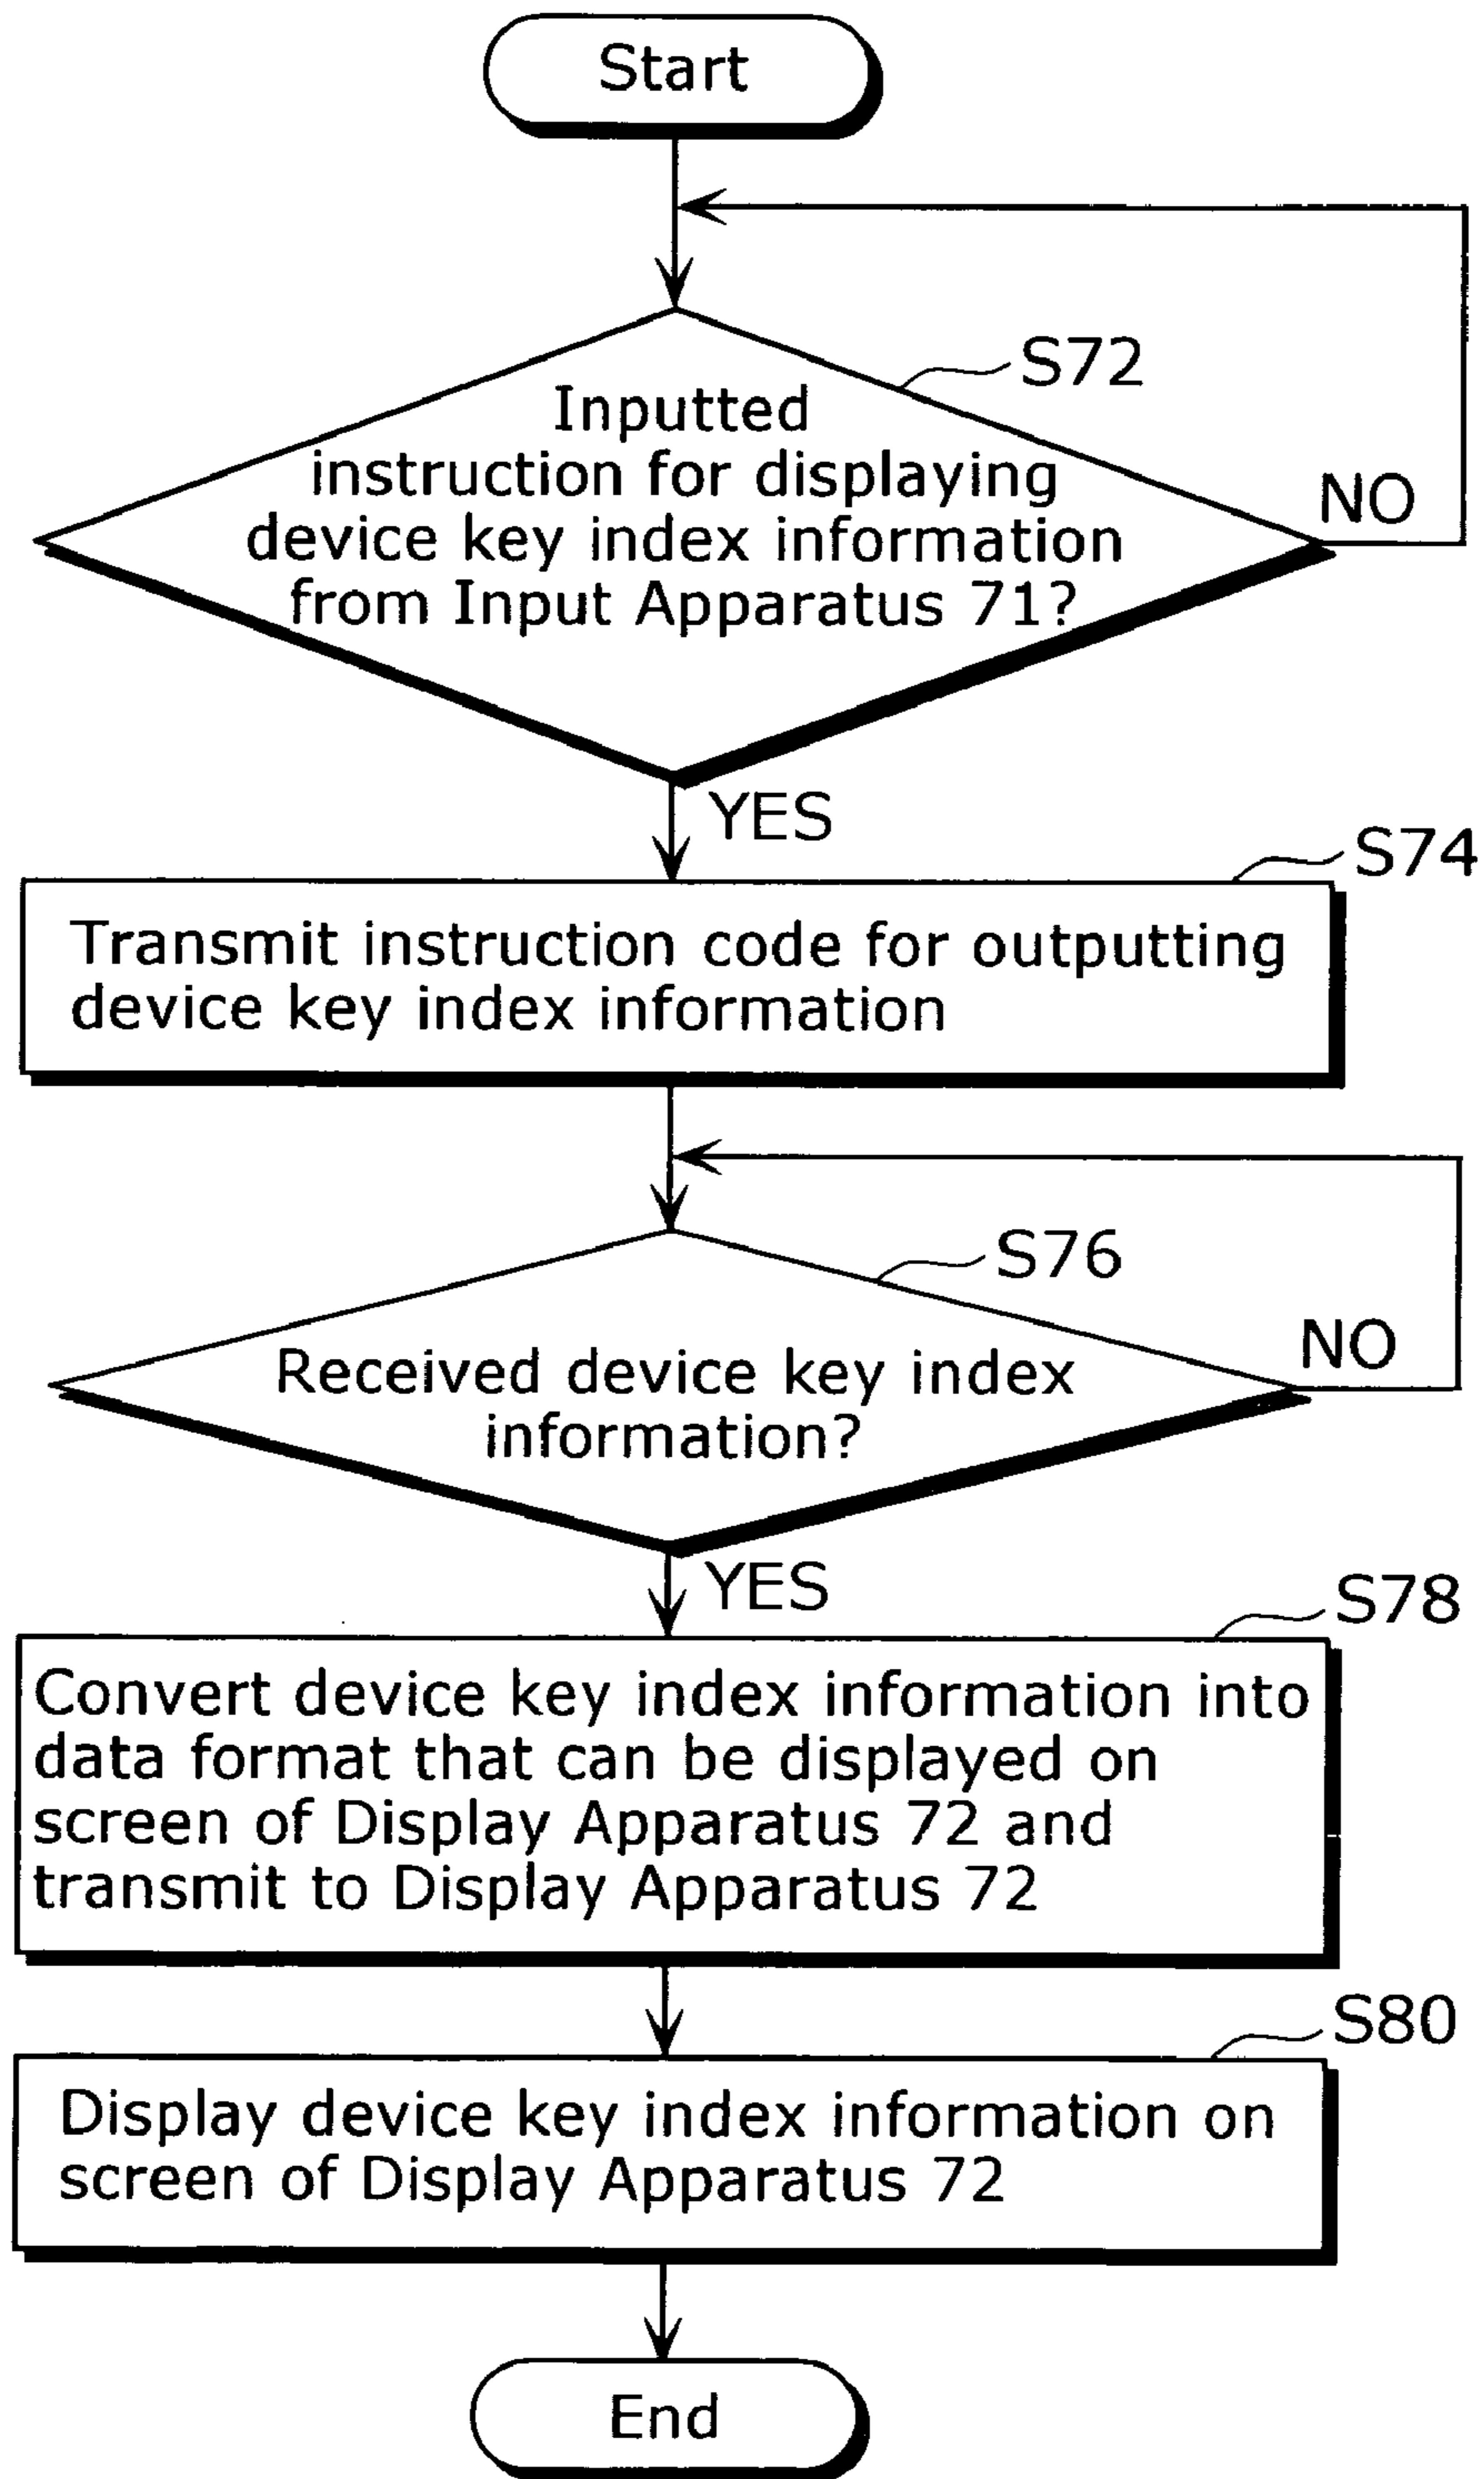 Start
S72
Inputted
instruction for displaying
device key index information
from Input Apparatus 71?
NO
YES
S74
Transmit instruction code for outputting
device key index information
S76
NO
Received device key index
information?
YES
S78
Convert device key index information into
data format that can be displayed on
screen of Display Apparatus 72 and
transmit to Display Apparatus 72
S80
Display device key index information on
screen of Display Apparatus 72
End